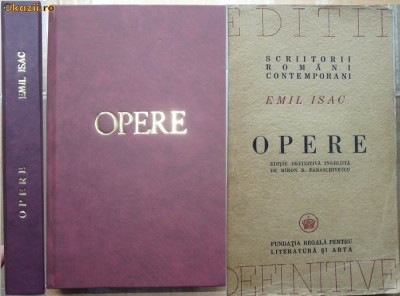 okazii.ro
OPERE EMIL ISAC
OPERE
EDITII
SCRIITORII
ROMÂNI
CONTEMPORANI
EMIL ISAC
OPERE
EDIȚIE DEFINITIVĂ ÎNGRIJITĂ
DE MIRON R. PARASCHIVESCU
FUNDAȚIA REGALĂ PENTRU
LITERATURĂ ȘI ARTĂ
DEFINITIVE